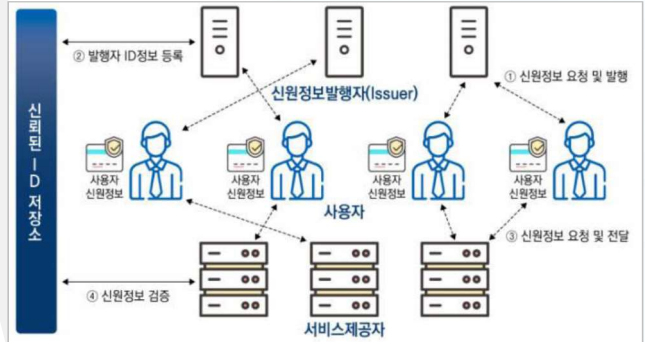 신뢰된 ID 저장소
② 발행자 ID정보 등록
신원정보발행자(Issuer)
① 신원정보 요청 및 발행
사용자
신원정보
사용자
신원정보
사용자
신원정보
사용자
신원정보
사용자
③ 신원정보 요청 및 전달
④ 신원정보 검증
서비스제공자